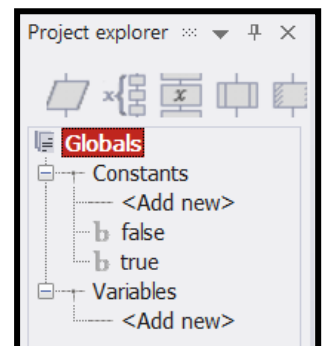 Project explorer
x{ x
Globals
Constants
<Add new>
b false
b true
Variables
<Add new>